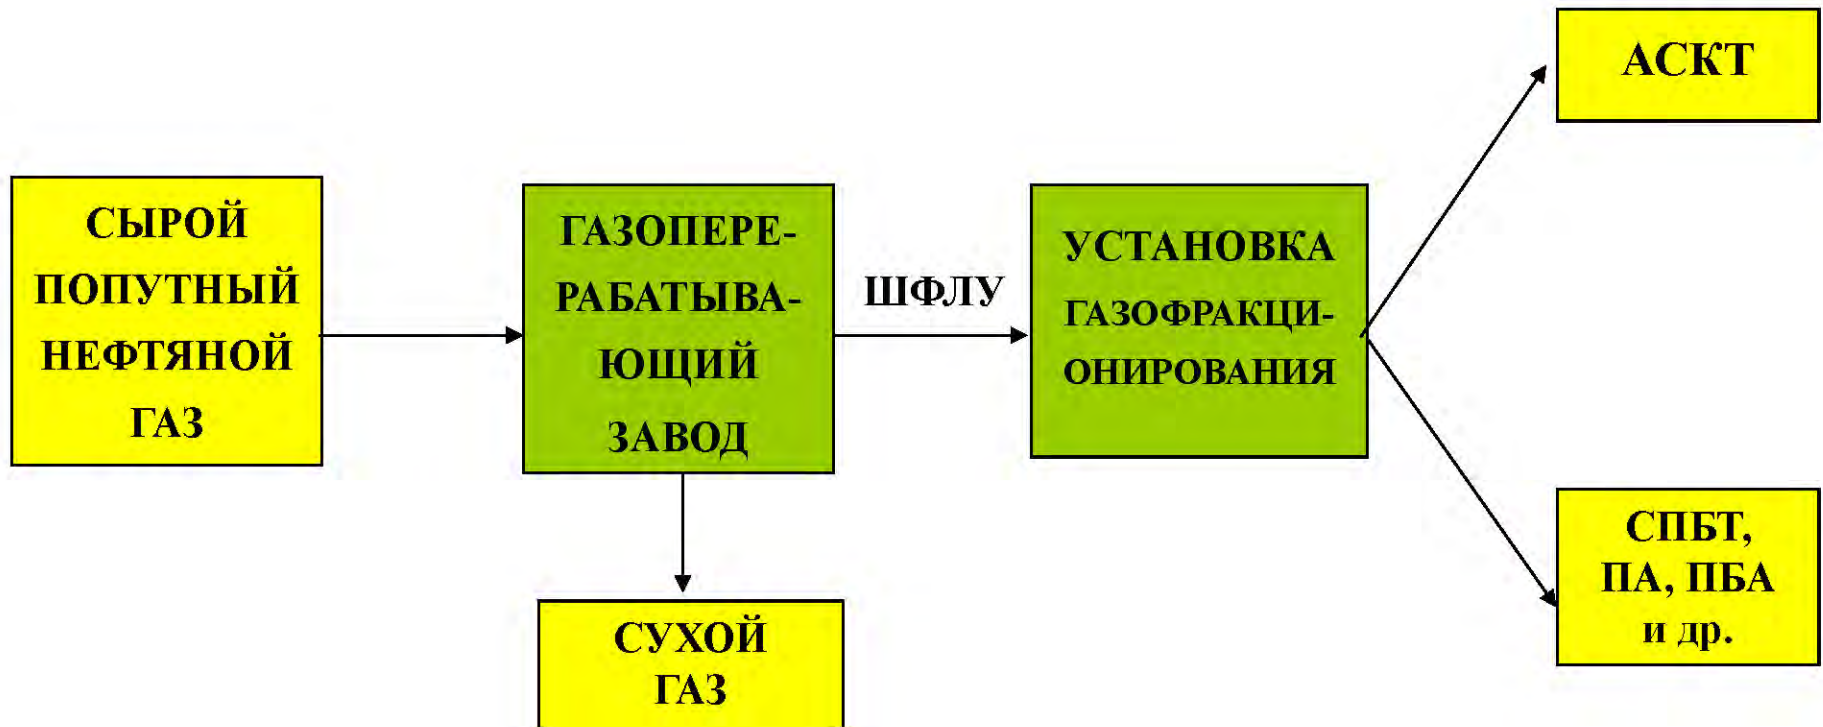 СЫРОЙ
ПОПУТНЫЙ
НЕФТЯНОЙ
ГАЗ
ГАЗОПЕРЕ-
РАБАТЫВА-
ЮЩИЙ
ЗАВОД
СУХОЙ
ГАЗ
ШФЛУ
УСТАНОВКА
ГАЗОФРАКЦИ-
ОНИРОВАНИЯ
АСКТ
СПБТ,
ПА, ПБА
и др.